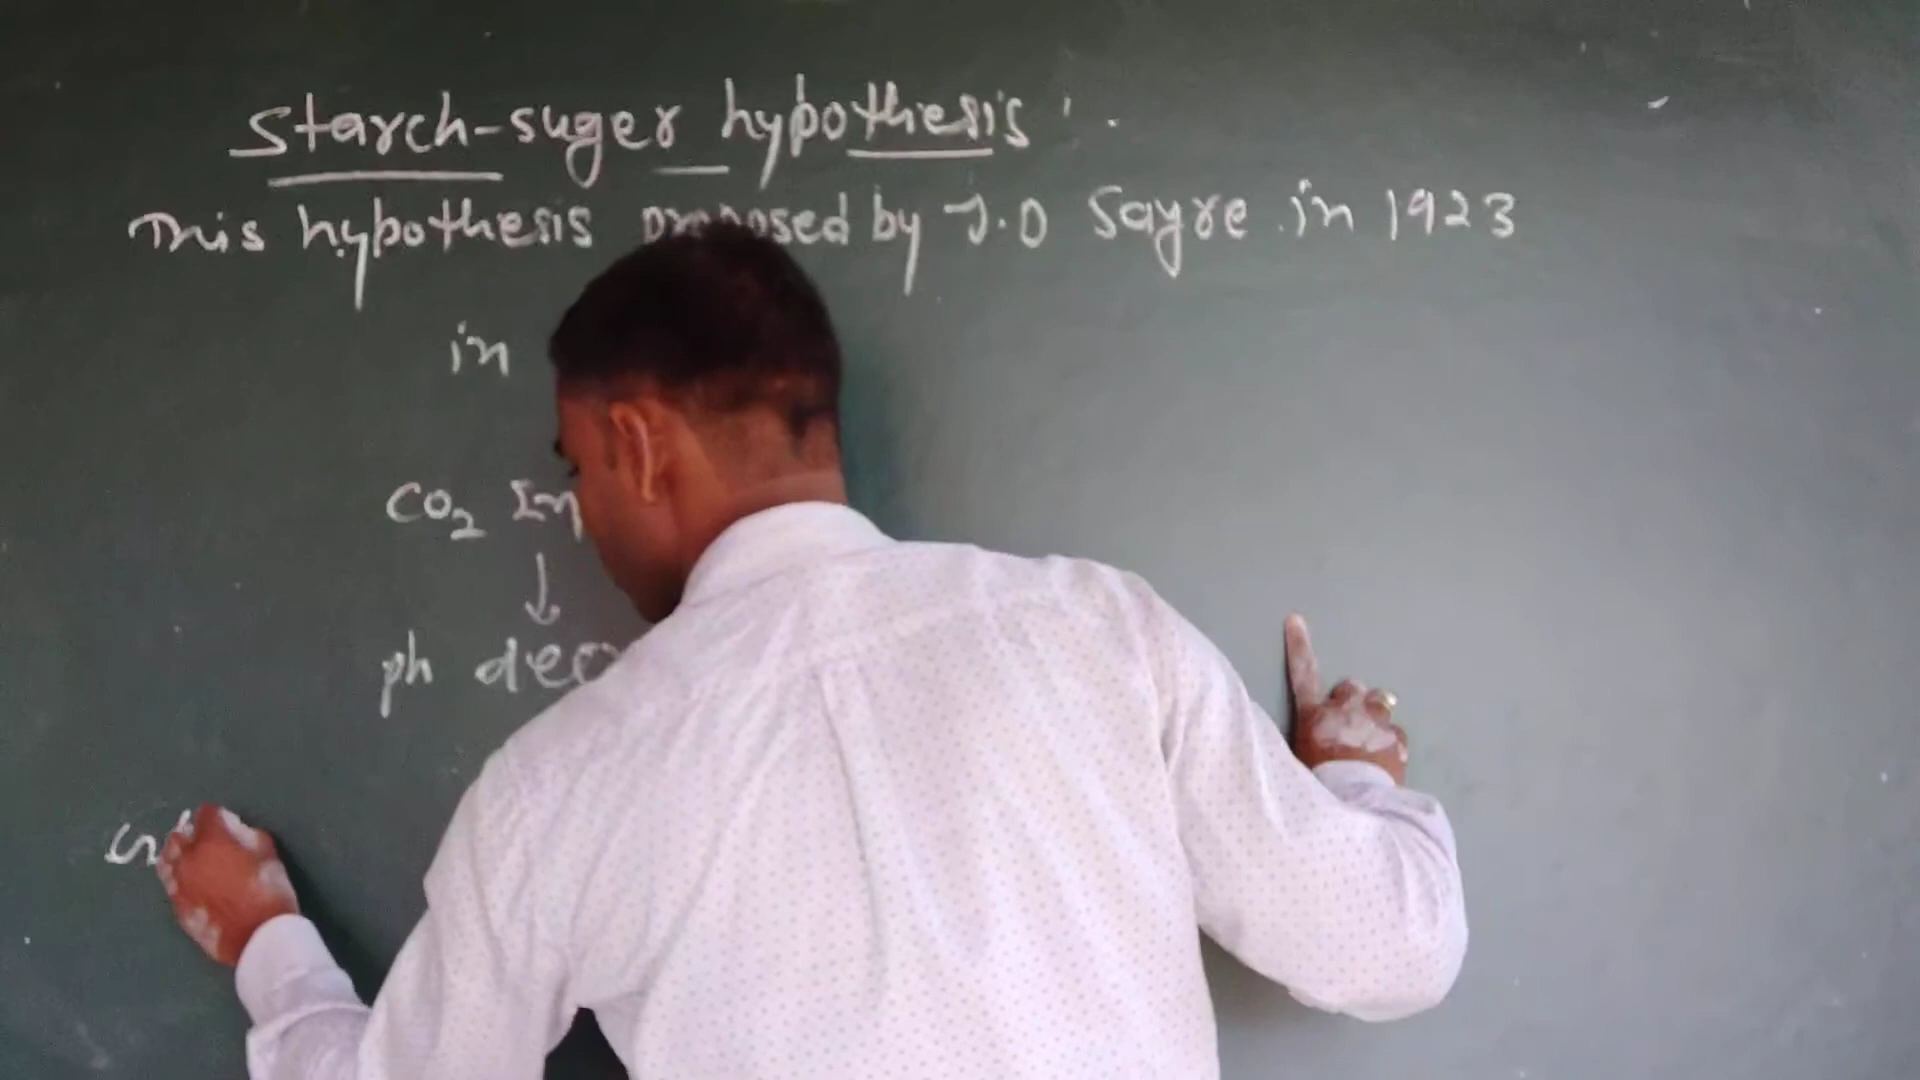 Starch-suger hypothesis :
This hypothesis proposed by J.D Sayre in 1923
in
CO2 In
↓
ph dec